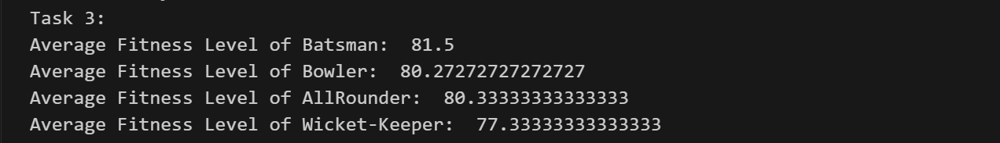 Task 3:
Average Fitness Level of Batsman:  81.5
Average Fitness Level of Bowler:  80.27272727272727
Average Fitness Level of AllRounder:  80.33333333333333
Average Fitness Level of Wicket-Keeper:  77.33333333333333